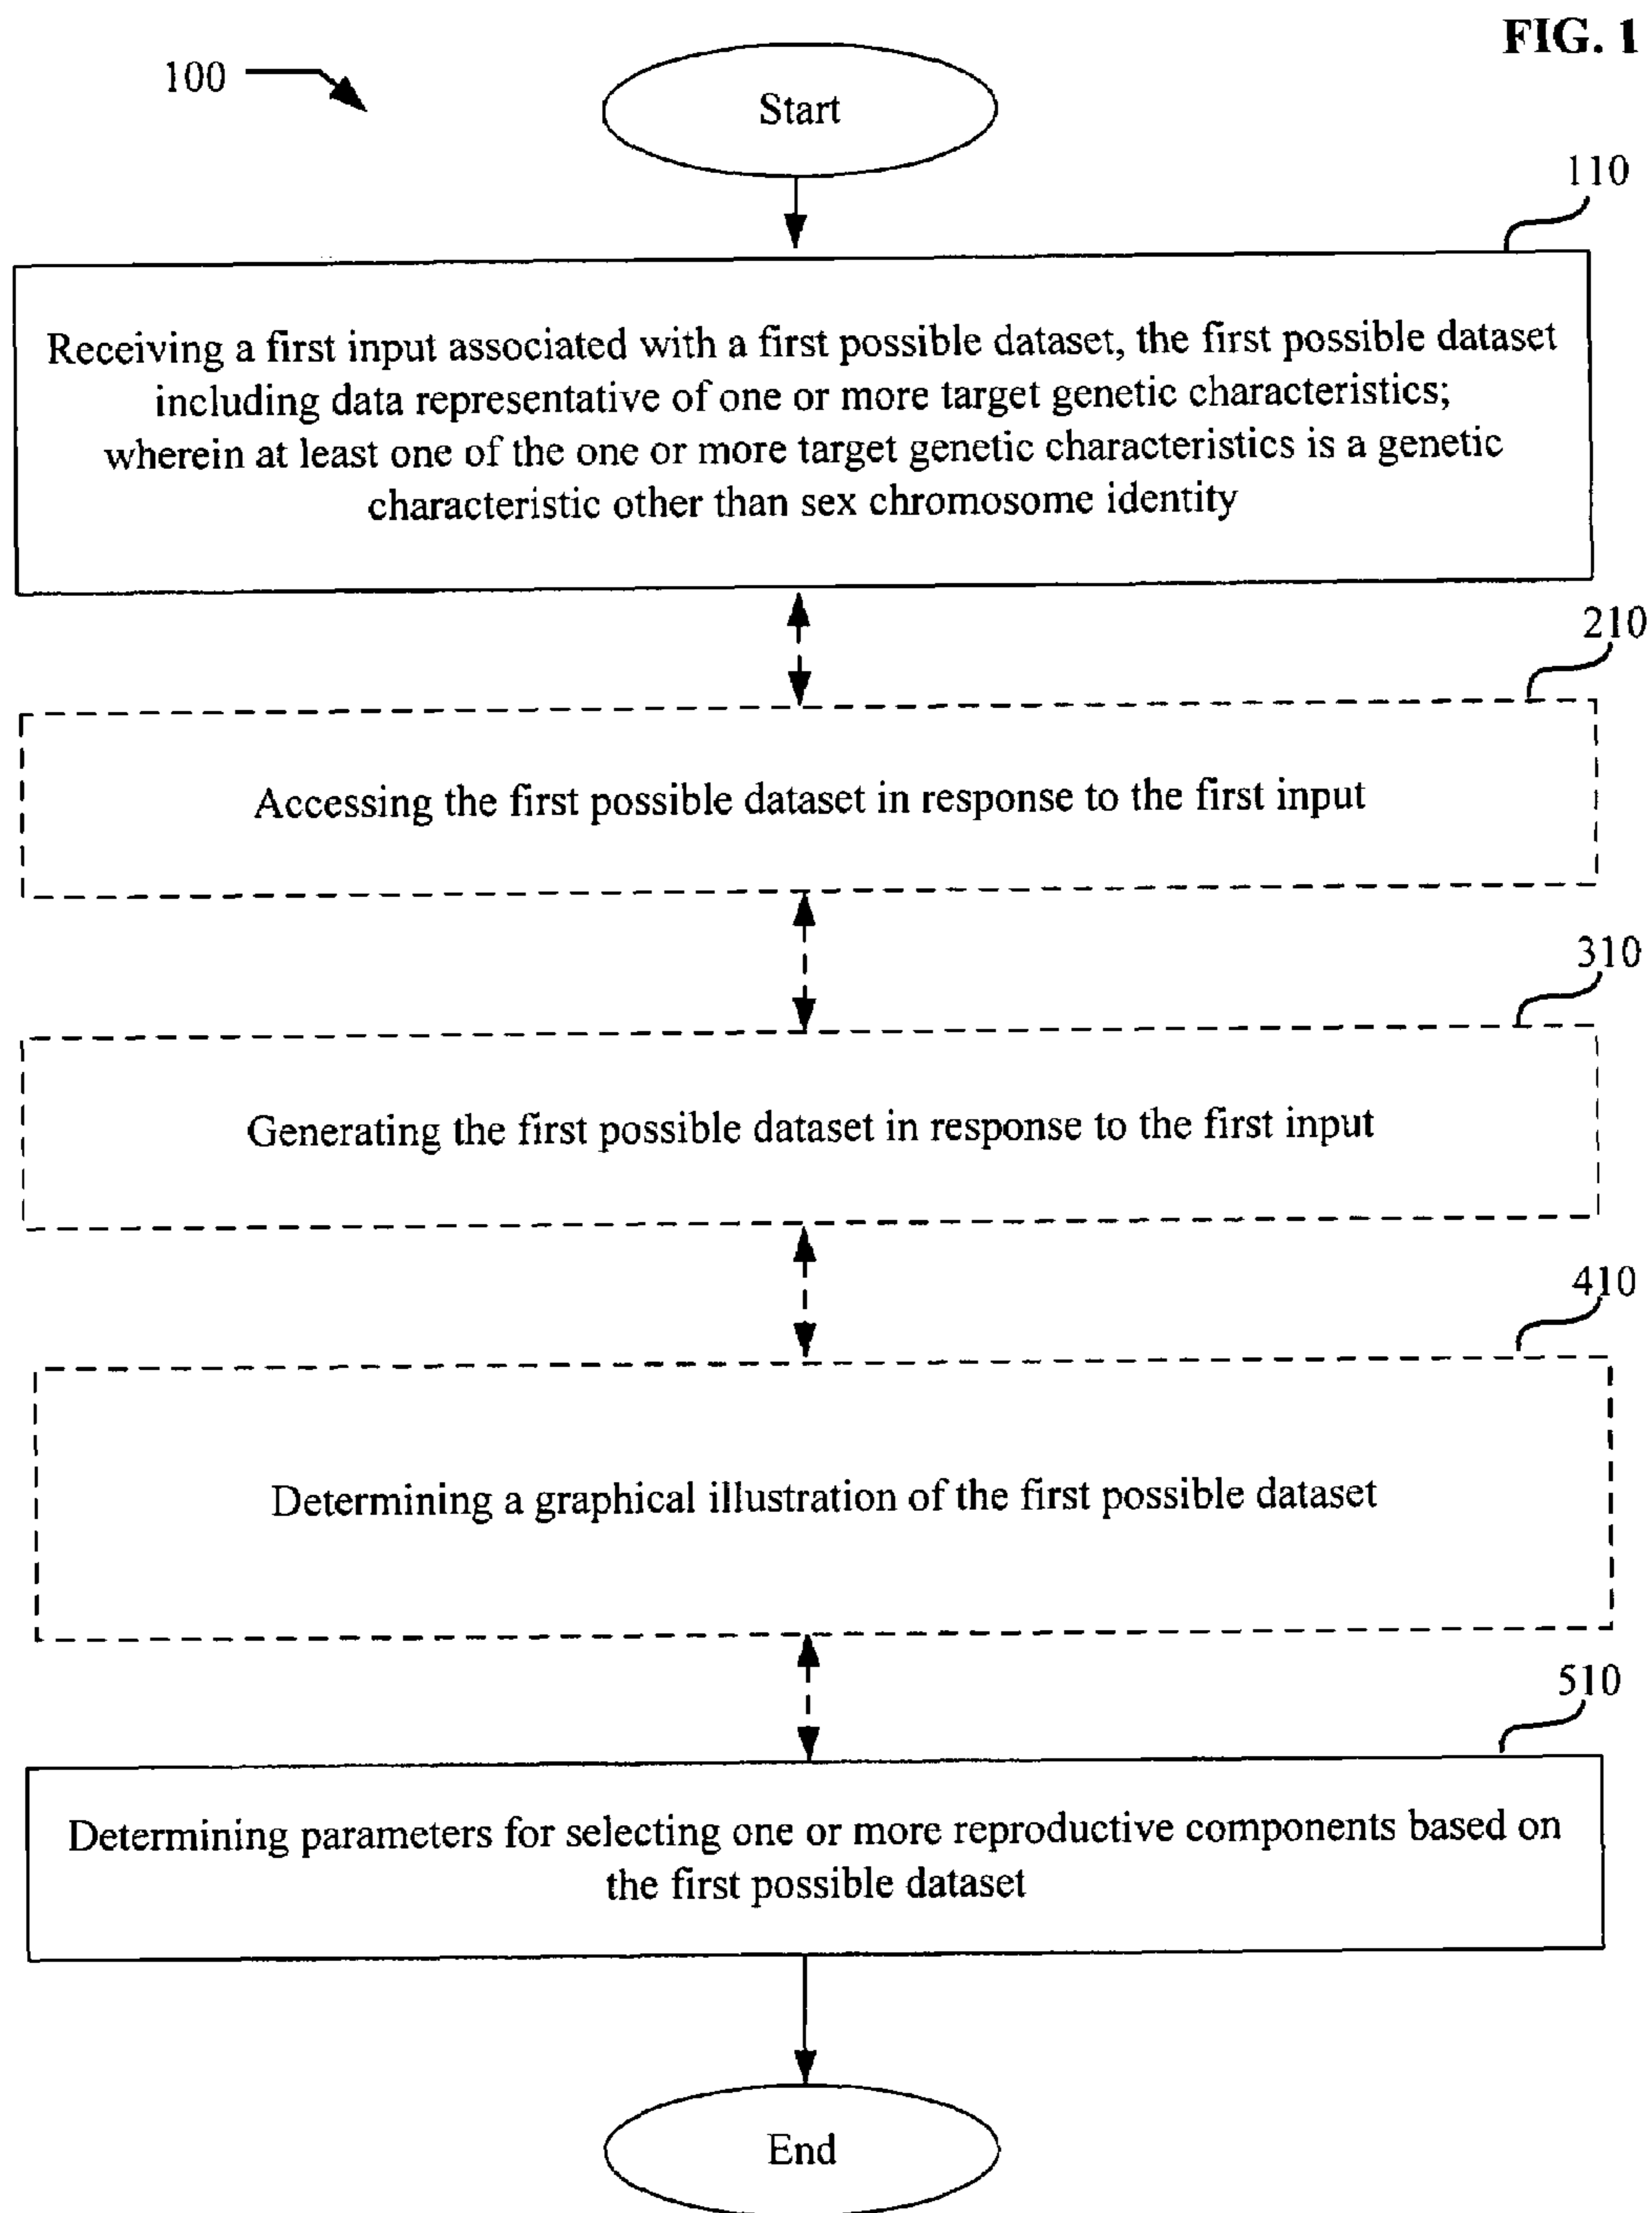 FIG. 1
100
Start
110
Receiving a first input associated with a first possible dataset, the first possible dataset
including data representative of one or more target genetic characteristics;
wherein at least one of the one or more target genetic characteristics is a genetic
characteristic other than sex chromosome identity
210
Accessing the first possible dataset in response to the first input
310
Generating the first possible dataset in response to the first input
410
Determining a graphical illustration of the first possible dataset
510
Determining parameters for selecting one or more reproductive components based on
the first possible dataset
End